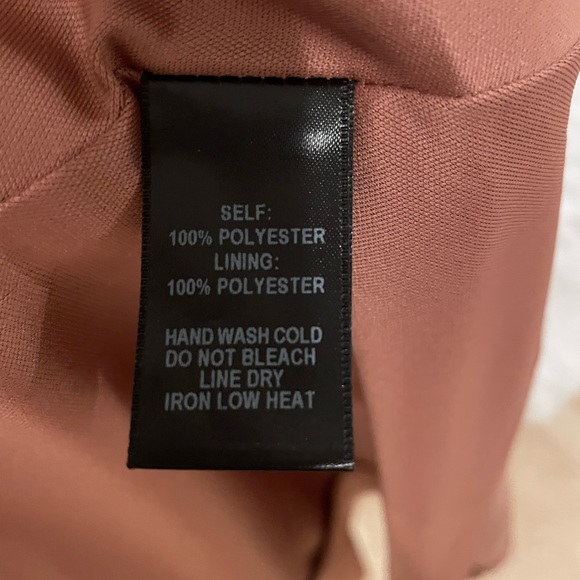 SELF:
100% POLYESTER
LINING:
100% POLYESTER
HAND WASH COLD
DO NOT BLEACH
LINE DRY
IRON LOW HEAT